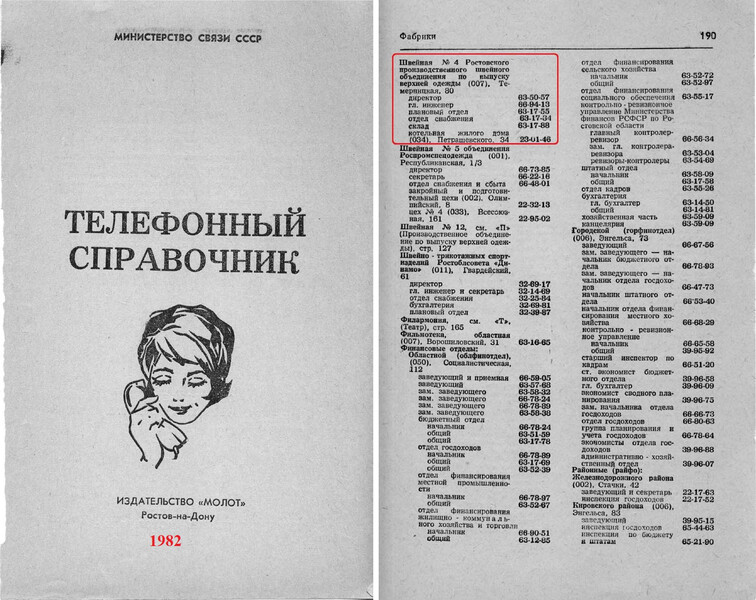 МИНИСТЕРСТВО СВЯЗИ СССР
ТЕЛЕФОННЫЙ
СПРАВОЧНИК
ИЗДАТЕЛЬСТВО «МОЛОТ»
Ростов-на-Дону
1982
Фабрики 190
Швейная № 4 Ростовского
производственного швейного
объединения по выпуску
верхней одежды (007), Те-
мерницкая, 80
директор 63-50-57
гл. инженер 66-94-13
плановый отдел 63-17-55
отдел снабжения 63-17-34
склад 63-17-88
котельная жилого дома
(034), Петрашевского, 34 23-01-46
Швейная № 5 объединения
Роспромспецодежда (001),
Республиканская, 1/3
директор 66-73-85
секретарь 66-22-16
отдел снабжения и сбыта 66-48-01
закройный и подготови-
тельный цехи (002), Олим-
пийский, 8 22-32-13
цех № 4 (033), Всесоюз-
ная, 161 22-95-02
Швейная № 12, см. «П»
(Производственное объедине-
ние по выпуску верхней одеж-
ды), стр. 127
Швейно - трикотажных спорт-
изделий Ростоблсовета «Ди-
намо» (011), Гвардейский,
61
директор 32-69-17
гл. инженер и секретарь 32-14-69
отдел снабжения 32-25-84
бухгалтерия 32-69-81
плановый отдел 32-39-87
Филармония, см. «Т»,
(Театр), стр. 165
Фильмотека, областная
(007), Ворошиловский, 31 63-16-65
Финансовые отделы:
Областной (облфинотдел),
(050), Социалистическая,
112
заведующий и приемная 66-59-05
заведующий 63-57-68
зам. заведующего 63-58-32
зам. заведующего 66-78-24
зам. заведующего 66-78-89
зам. заведующего 63-58-38
бюджетный отдел
начальник 66-78-24
общий 63-51-59
общий 63-17-78
отдел госдоходов
начальник 66-78-89
общий 63-17-69
общий 63-52-39
отдел финансирования
местной промышленно-
сти
начальник 66-78-97
общий 63-52-67
отдел финансирования
жилищно - коммуналь-
ного хозяйства и торговли
начальник 66-90-51
общий 63-12-65
отдел финансирования
сельского хозяйства
начальник 63-52-72
общий 63-52-97
отдел финансирования
социального обеспечения 63-55-17
контрольно - ревизионное
управление Министерства
финансов РСФСР по Ро-
стовской области
главный контролер-
ревизор 66-56-34
зам. гл. контролера-
ревизора 63-53-04
ревизоры-контролеры 63-54-69
штатный отдел
начальник 63-58-09
общий 63-17-58
отдел кадров 63-55-26
бухгалтерия
гл. бухгалтер 63-14-50
общий 63-14-81
хозяйственная часть 63-59-09
канцелярия 63-59-09
Городской (горфинотдел)
(006), Энгельса, 73
заведующий 66-67-56
зам. заведующего — на-
чальник бюджетного от-
дела 66-78-93
зам. заведующего — на-
чальник отдела госдохо-
дов 66-47-73
начальник штатного от-
дела 66-53-40
начальник отдела финан-
сирования местного хо-
зяйства 66-68-29
контрольно - ревизион-
ное управление
начальник 66-65-58
общий 39-95-92
старший инспектор по
кадрам 66-51-20
ст. экономист бюджет-
ного отдела 39-96-58
гл. бухгалтер 39-96-09
экономист сводного пла-
нирования 39-96-75
зам. начальника отдела
госдоходов 66-66-73
отдел госдоходов 66-80-63
группа планирования и
учета госдоходов 66-78-64
экономисты отдела гос-
доходов 39-96-88
административно - хозяй-
ственный отдел 39-96-07
Районные (райфо):
Железнодорожного района
(002), Стачки, 42
заведующий и секретарь 22-17-63
инспекция госдоходов 22-17-52
Кировского района (006),
Энгельса, 83
заведующий 39-95-15
инспекция госдоходов 65-44-63
инспекция по бюджету
и штатам 65-21-90